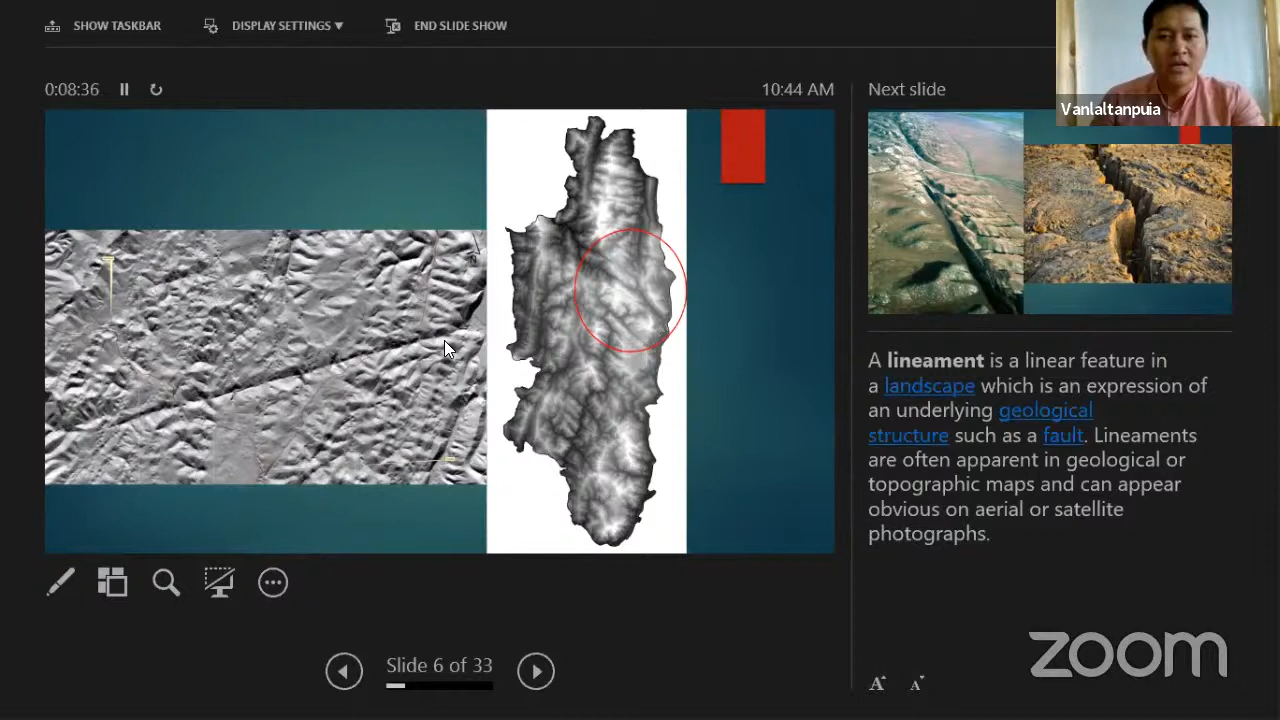 SHOW TASKBAR
DISPLAY SETTINGS ▼
END SLIDE SHOW
0:08:36
10:44 AM
Next slide
Vanlaltanpuia
A lineament is a linear feature in
a landscape which is an expression of
an underlying geological
structure such as a fault. Lineaments
are often apparent in geological or
topographic maps and can appear
obvious on aerial or satellite
photographs.
Slide 6 of 33
zoom
A A